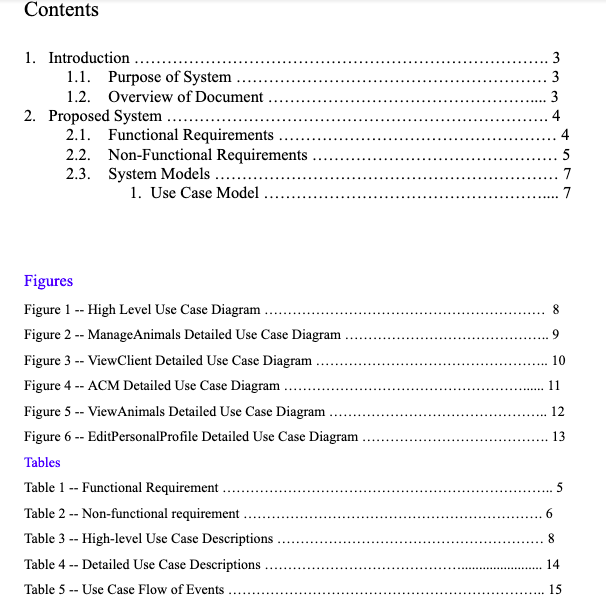 Contents
1. Introduction ………………………………………………………………… 3
1.1. Purpose of System ………………………………………………… 3
1.2. Overview of Document ………………………………………….... 3
2. Proposed System …………………………………………………………… 4
2.1. Functional Requirements …………………………………………… 4
2.2. Non-Functional Requirements ……………………………………… 5
2.3. System Models ……………………………………………………… 7
1. Use Case Model …………………………………………….... 7
Figures
Figure 1 -- High Level Use Case Diagram …………………………………………………… 8
Figure 2 -- ManageAnimals Detailed Use Case Diagram …………………………………….. 9
Figure 3 -- ViewClient Detailed Use Case Diagram ………………………………………….. 10
Figure 4 -- ACM Detailed Use Case Diagram ……………………………………………...... 11
Figure 5 -- ViewAnimals Detailed Use Case Diagram ……………………………………….. 12
Figure 6 -- EditPersonalProfile Detailed Use Case Diagram …………………………………. 13
Tables
Table 1 -- Functional Requirement …………………………………………………………... 5
Table 2 -- Non-functional requirement ………………………………………………………. 6
Table 3 -- High-level Use Case Descriptions ………………………………………………… 8
Table 4 -- Detailed Use Case Descriptions …………………………………........................ 14
Table 5 -- Use Case Flow of Events ………………………………………………………….. 15